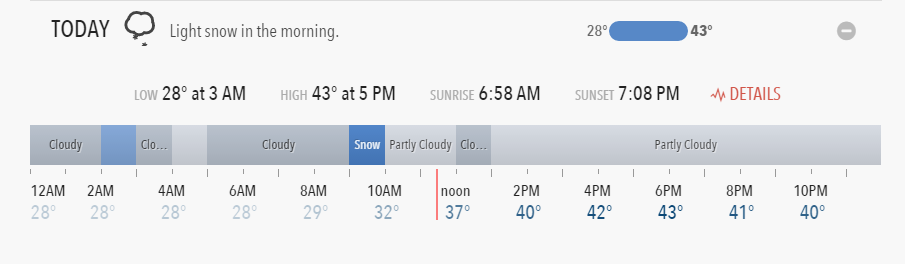 TODAY Light snow in the morning. 28° 43°
LOW 28° at 3 AM HIGH 43° at 5 PM SUNRISE 6:58 AM SUNSET 7:08 PM DETAILS
Cloudy Clo... Cloudy Snow Partly Cloudy Clo... Partly Cloudy
12AM 2AM 4AM 6AM 8AM 10AM noon 2PM 4PM 6PM 8PM 10PM
28° 28° 28° 28° 29° 32° 37° 40° 42° 43° 41° 40°